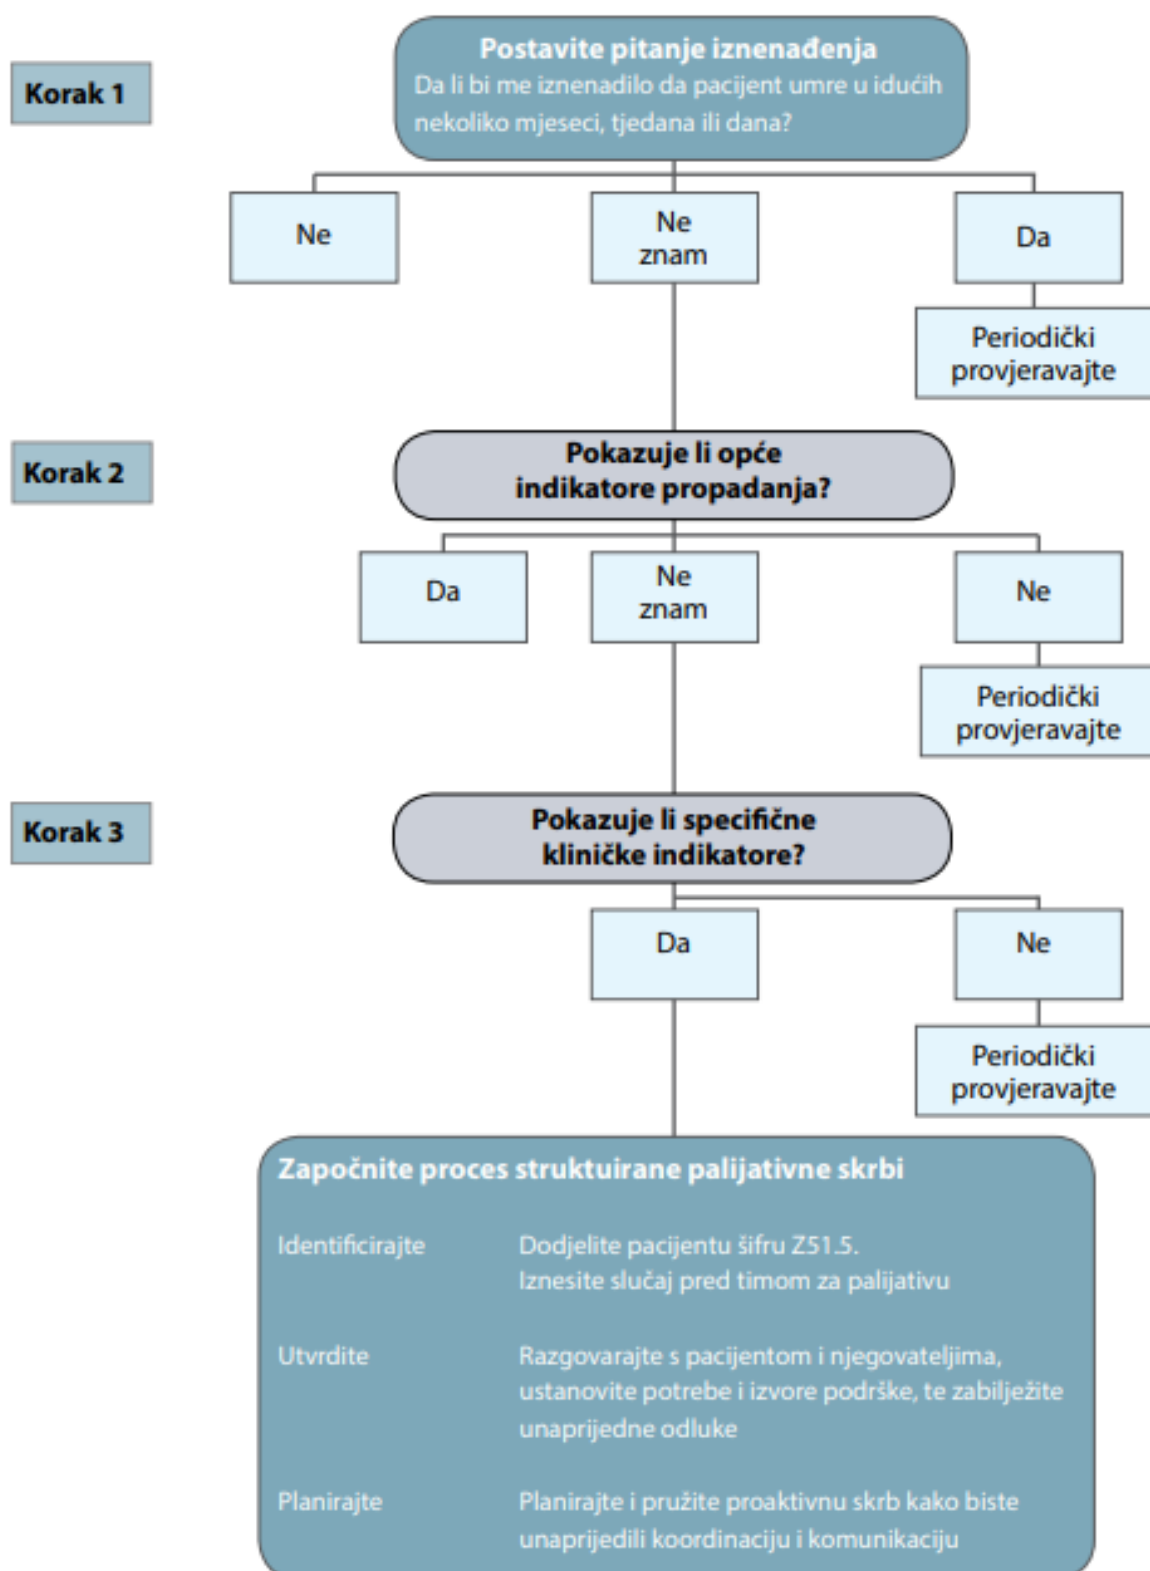 Korak 1
Postavite pitanje iznenađenja
Da li bi me iznenadilo da pacijent umre u idućih
nekoliko mjeseci, tjedana ili dana?
Ne
Ne
znam
Da
Periodički
provjeravajte
Korak 2
Pokazuje li opće
indikatore propadanja?
Da
Ne
znam
Ne
Periodički
provjeravajte
Korak 3
Pokazuje li specifične
kliničke indikatore?
Da
Ne
Periodički
provjeravajte
Započnite proces struktuirane palijativne skrbi
Identificirajte
Dodjelite pacijentu šifru Z51.5.
Iznesite slučaj pred timom za palijativu
Utvrdite
Razgovarajte s pacijentom i njegovateljima,
ustanovite potrebe i izvore podrške, te zabilježite
unaprijedne odluke
Planirajte
Planirajte i pružite proaktivnu skrb kako biste
unaprijedili koordinaciju i komunikaciju